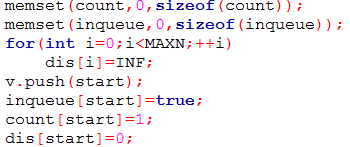 memset(count,0,sizeof(count));
memset(inqueue,0,sizeof(inqueue));
for(int i=0;i<MAXN;++i)
dis[i]=INF;
v.push(start);
inqueue[start]=true;
count[start]=1;
dis[start]=0;